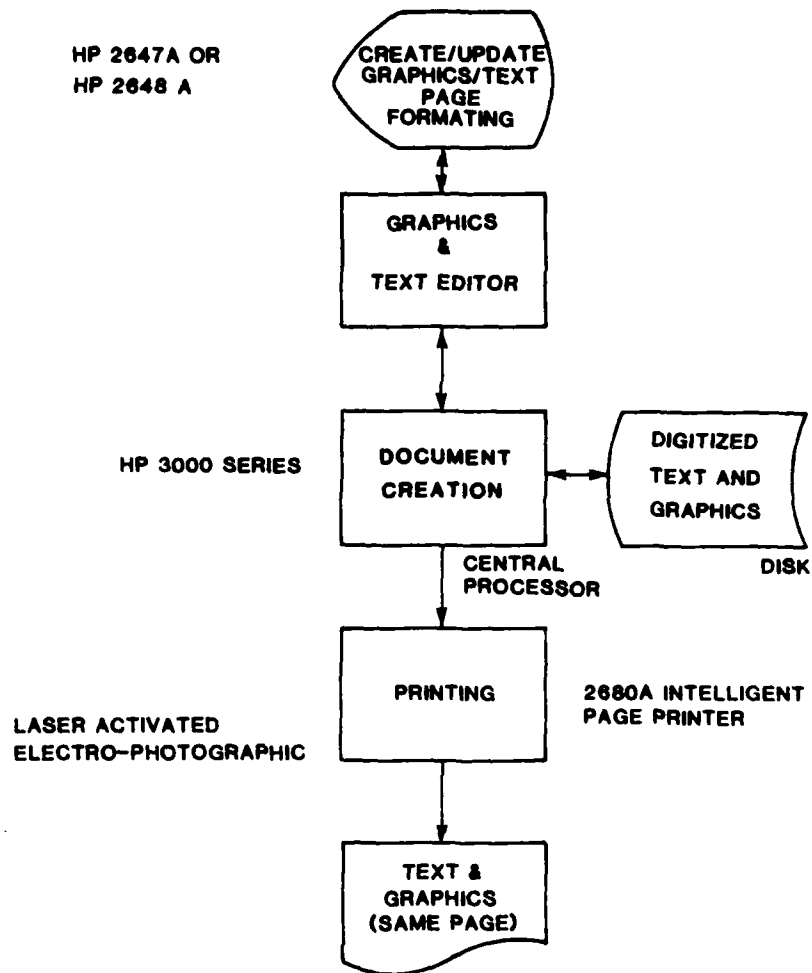 HP 2647A OR
HP 2648 A
CREATE/UPDATE
GRAPHICS/TEXT
PAGE
FORMATING
GRAPHICS
&
TEXT EDITOR
HP 3000 SERIES
DOCUMENT
CREATION
DIGITIZED
TEXT AND
GRAPHICS
DISK
CENTRAL
PROCESSOR
PRINTING
2680A INTELLIGENT
PAGE PRINTER
LASER ACTIVATED
ELECTRO-PHOTOGRAPHIC
TEXT &
GRAPHICS
(SAME PAGE)